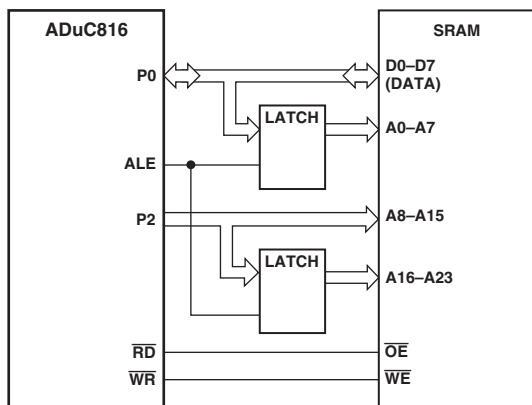 ADuC816
SRAM
P0
D0–D7
(DATA)
LATCH
A0–A7
ALE
P2
A8–A15
LATCH
A16–A23
RD
OE
WR
WE